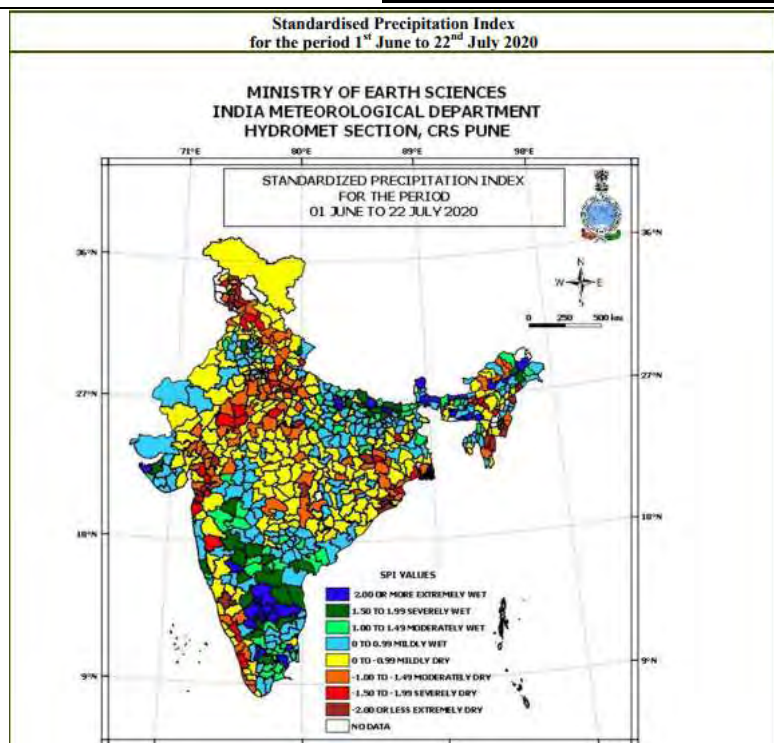 Standardised Precipitation Index
for the period 1st June to 22nd July 2020
MINISTRY OF EARTH SCIENCES
INDIA METEOROLOGICAL DEPARTMENT
HYDROMET SECTION, CRS PUNE
71°E 80°E 89°E 98°E
STANDARDIZED PRECIPITATION INDEX
FOR THE PERIOD
01 JUNE TO 22 JULY 2020
36°N 36°N
N
W E
S
0 250 500 km
27°N 27°N
18°N 18°N
SPI VALUES
2.00 OR MORE EXTREMELY WET
1.50 TO 1.99 SEVERELY WET
1.00 TO 1.49 MODERATELY WET
0 TO 0.99 MILDLY WET
0 TO -0.99 MILDLY DRY
-1.00 TO -1.49 MODERATELY DRY
-1.50 TO -1.99 SEVERELY DRY
-2.00 OR LESS EXTREMELY DRY
NO DATA
9°N 9°N